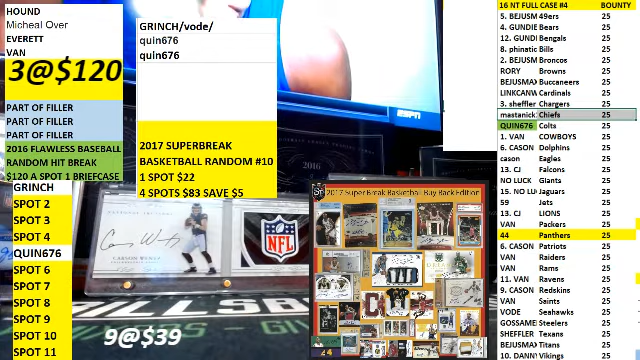 HOUND
Micheal Over
EVERETT
VAN
3@$120
PART OF FILLER
PART OF FILLER
PART OF FILLER
2016 FLAWLESS BASEBALL
RANDOM HIT BREAK
$120 A SPOT 1 BRIEFCASE
GRINCH
SPOT 2
SPOT 3
SPOT 4
QUIN676
SPOT 6
SPOT 7
SPOT 8
SPOT 9
SPOT 10
SPOT 11
GRINCH/vode/
quin676
quin676
2017 SUPERBREAK
BASKETBALL RANDOM #10
1 SPOT $22
4 SPOTS $83 SAVE $5
ESPN
2016
NFL
CARSON WENTZ
9@$39
2017 Super Break Basketball Buy Back Edition
16 NT FULL CASE #4 BOUNTY
5. BEJUSM 49ers 25
4. GUNDIE Bears 25
12. GUNDI Bengals 25
8. phinatic Bills 25
2. BEJUSM Broncos 25
RORY Browns 25
BEJUSMAX Buccaneers 25
LINKCANV Cardinals 25
3. sheffler Chargers 25
mastanick Chiefs 25
QUIN676 Colts 25
1. VAN COWBOYS 25
6. CASON Dolphins 25
cason Eagles 25
13. CJ Falcons 25
NO LUCK Giants 25
15. NO LU Jaguars 25
59 Jets 25
13. CJ LIONS 25
VAN Packers 25
44 Panthers 25
6. CASON Patriots 25
VAN Raiders 25
VAN Rams 25
11. VAN Ravens 25
9. CASON Redskins 25
VAN Saints 25
VODE Seahawks 25
GOSSAME Steelers 25
SHEFFLER Texans 25
BEJUSMA Titans 25
10. DANN Vikings 25